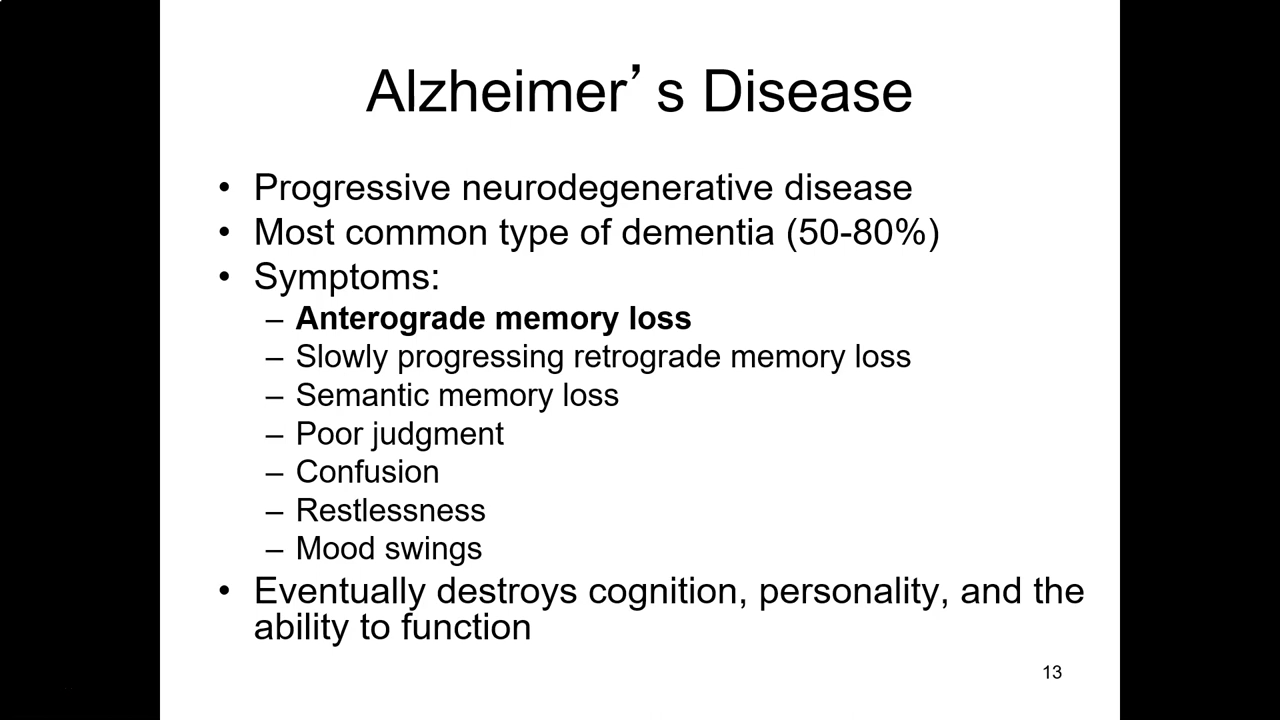 Alzheimer’s Disease
• Progressive neurodegenerative disease
• Most common type of dementia (50-80%)
• Symptoms:
– Anterograde memory loss
– Slowly progressing retrograde memory loss
– Semantic memory loss
– Poor judgment
– Confusion
– Restlessness
– Mood swings
• Eventually destroys cognition, personality, and the
ability to function
13